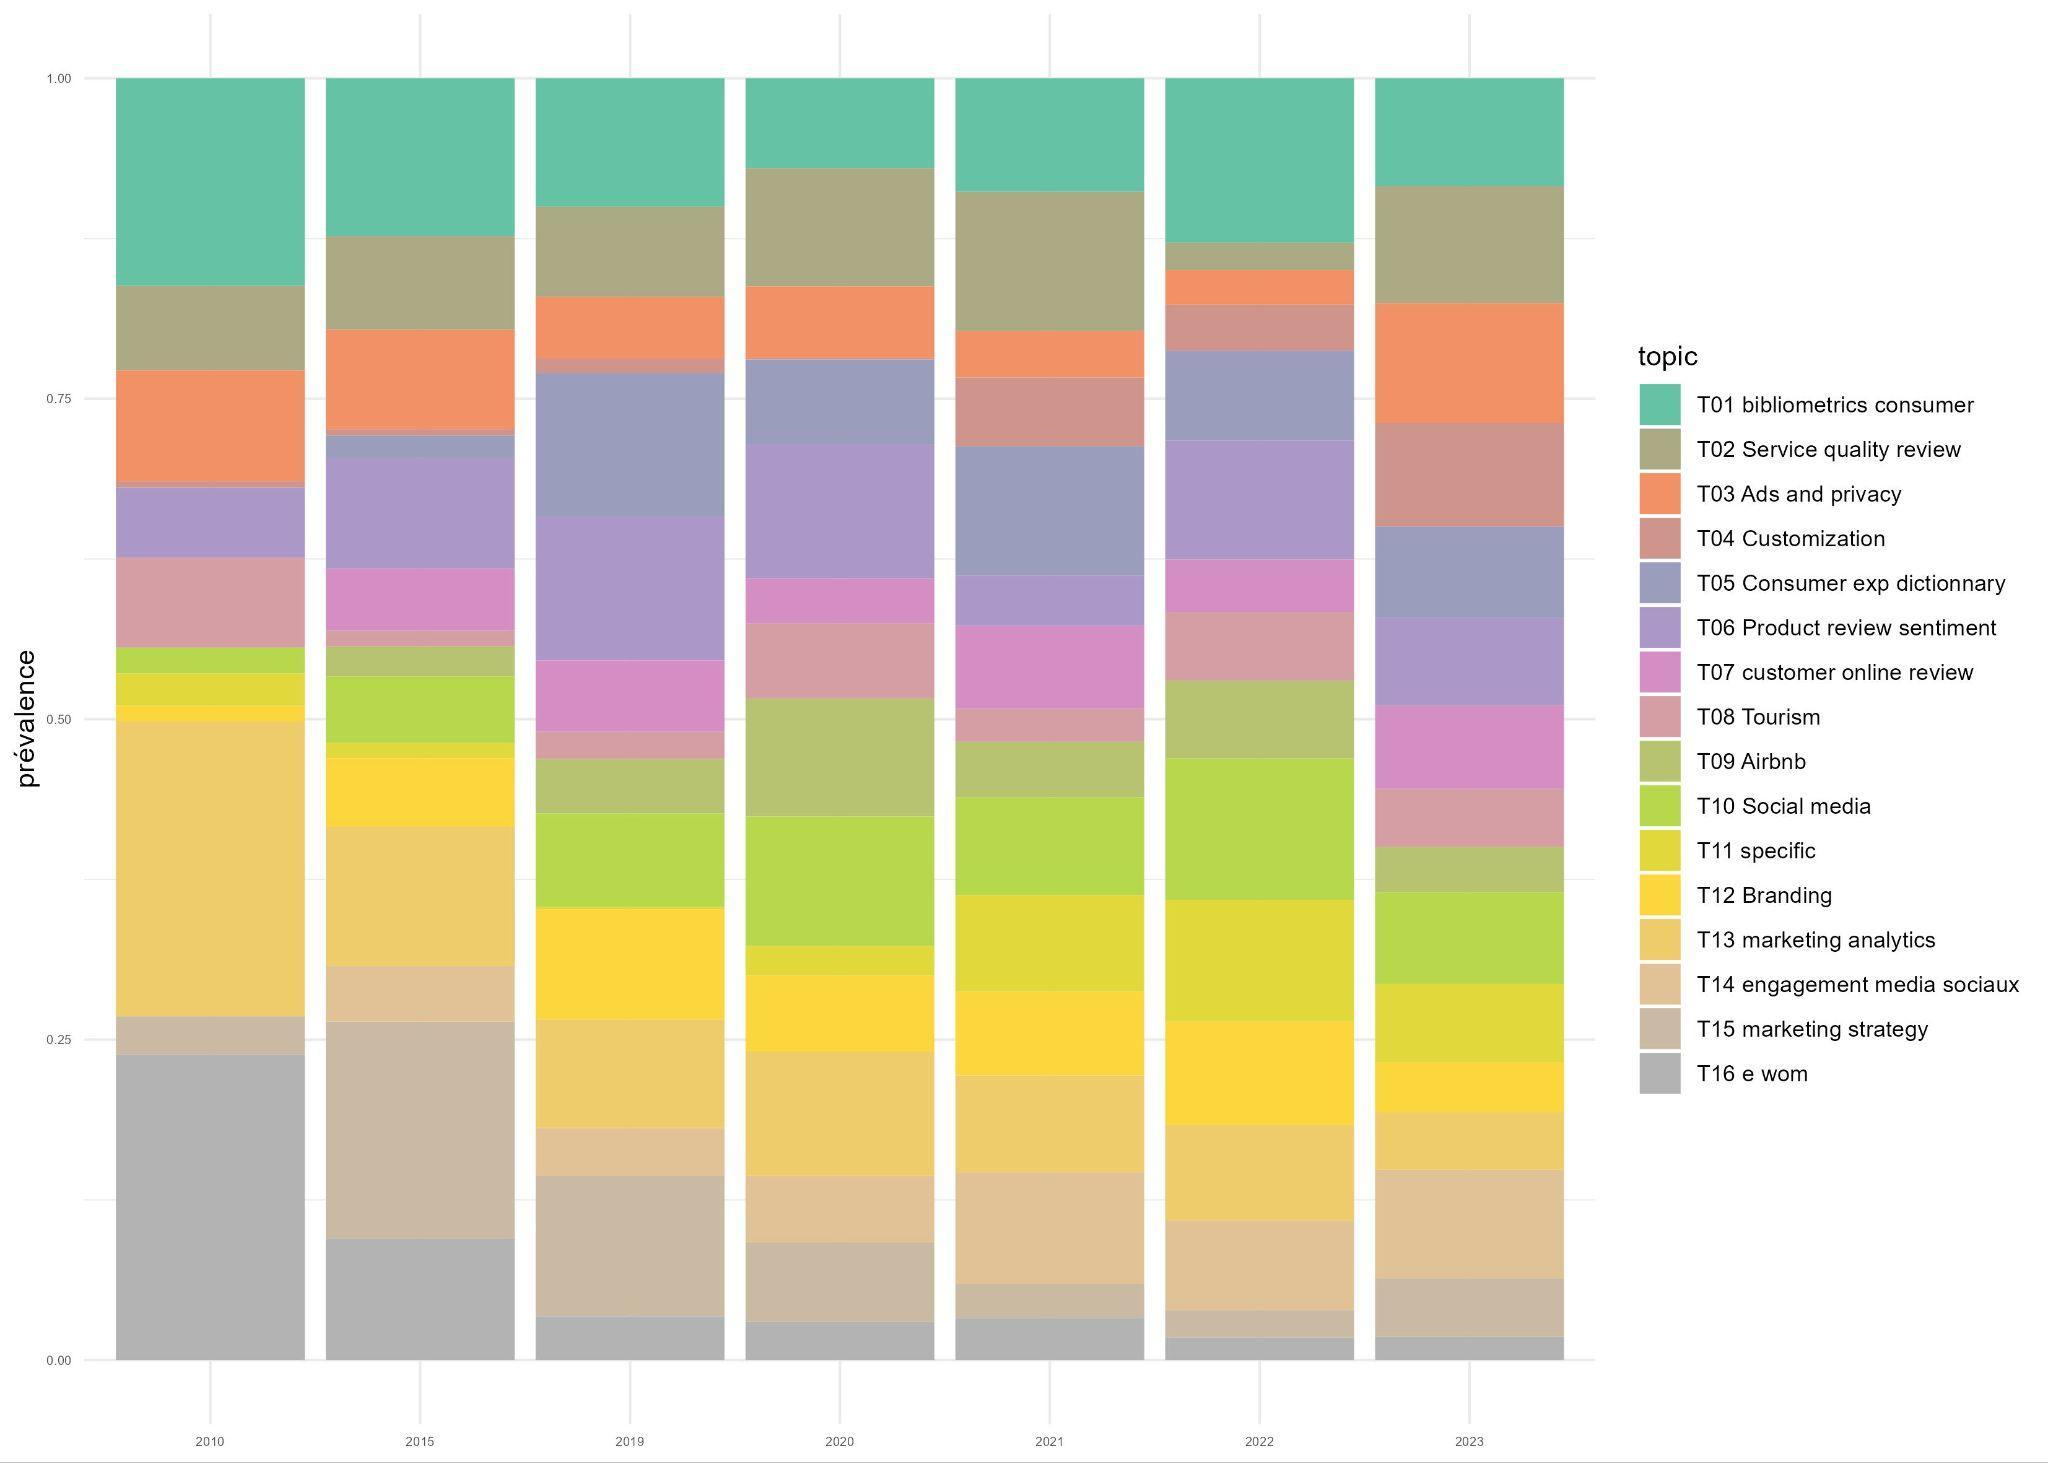 1.00
0.75
0.50
0.25
0.00
prévalence
2010 2015 2019 2020 2021 2022 2023
topic
T01 bibliometrics consumer
T02 Service quality review
T03 Ads and privacy
T04 Customization
T05 Consumer exp dictionnary
T06 Product review sentiment
T07 customer online review
T08 Tourism
T09 Airbnb
T10 Social media
T11 specific
T12 Branding
T13 marketing analytics
T14 engagement media sociaux
T15 marketing strategy
T16 e wom